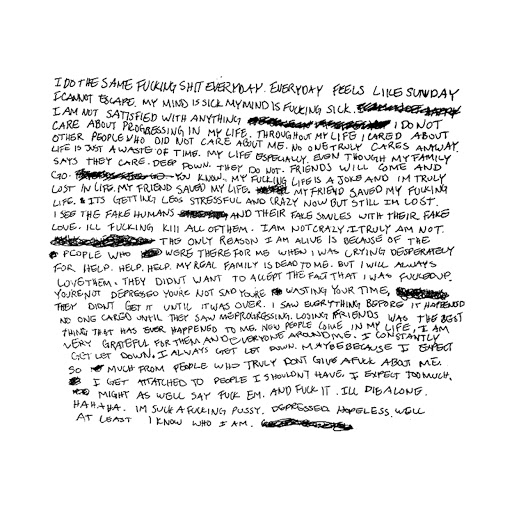 I DO THE SAME FUCKING SHIT EVERYDAY. EVERYDAY FEELS LIKE SUNDAY
I CANNOT ESCAPE. MY MIND IS SICK MY MIND IS FUCKING SICK.
I AM NOT SATISFIED WITH ANYTHING I DO NOT
CARE ABOUT PROGRESSING IN MY LIFE. THROUGHOUT MY LIFE I CARED ABOUT
OTHER PEOPLE WHO DID NOT CARE ABOUT ME. NO ONE TRULY CARES ANYWAY.
LIFE IS JUST A WASTE OF TIME. MY LIFE ESPECIALLY. EVEN THOUGH MY FAMILY
SAYS THEY CARE. DEEP DOWN. THEY DO NOT. FRIENDS WILL COME AND
GO. YOU KNOW. MY FUCKING LIFE IS A JOKE AND IM TRULY
LOST IN LIFE. MY FRIEND SAVED MY LIFE. MY FRIEND SAVED MY FUCKING
LIFE. & ITS GETTING LESS STRESSFUL AND CRAZY NOW BUT STILL IM LOST.
I SEE THE FAKE HUMANS AND THEIR FAKE SMILES WITH THEIR FAKE
LOVE. ILL FUCKING KILL ALL OF THEM. I AM NOT CRAZY I TRULY AM NOT.
THE ONLY REASON I AM ALIVE IS BECAUSE OF THE
PEOPLE WHO WERE THERE FOR ME WHEN I WAS CRYING DESPERATELY
FOR HELP. HELP. HELP. MY REAL FAMILY IS DEAD TO ME. BUT I WILL ALWAYS
LOVE THEM. THEY DIDNT WANT TO ACCEPT THE FACT THAT I WAS FUCKED UP.
YOURE NOT DEPRESSED YOURE NOT SAD YOURE WASTING YOUR TIME,
THEY DIDNT GET IT UNTIL IT WAS OVER. I SAW EVERYTHING BEFORE IT HAPPENED
NO ONE CARED UNTIL THEY SAW ME PROGRESSING. LOSING FRIENDS WAS THE BEST
THING THAT HAS EVER HAPPENED TO ME. NEW PEOPLE COME IN MY LIFE, I AM
VERY GRATEFUL FOR THEM AND EVERYONE AROUND ME. I CONSTANTLY
GET LET DOWN. I ALWAYS GET LET DOWN. MAYBE BECAUSE I EXPECT
SO MUCH FROM PEOPLE WHO TRULY DONT GIVE A FUCK ABOUT ME.
I GET ATTACHED TO PEOPLE I SHOULDNT HAVE. I EXPECT TOO MUCH.
MIGHT AS WELL SAY FUCK EM. AND FUCK IT. ILL DIE ALONE.
HAHAHA. IM SUCH A FUCKING PUSSY. DEPRESSED HOPELESS. WELL
AT LEAST I KNOW WHO I AM.